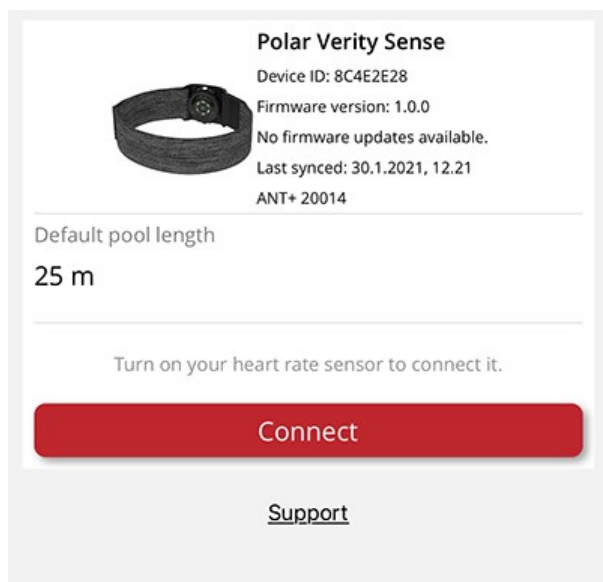 Polar Verity Sense
Device ID: 8C4E2E28
Firmware version: 1.0.0
No firmware updates available.
Last synced: 30.1.2021, 12.21
ANT+ 20014
Default pool length
25 m
Turn on your heart rate sensor to connect it.
Connect
Support